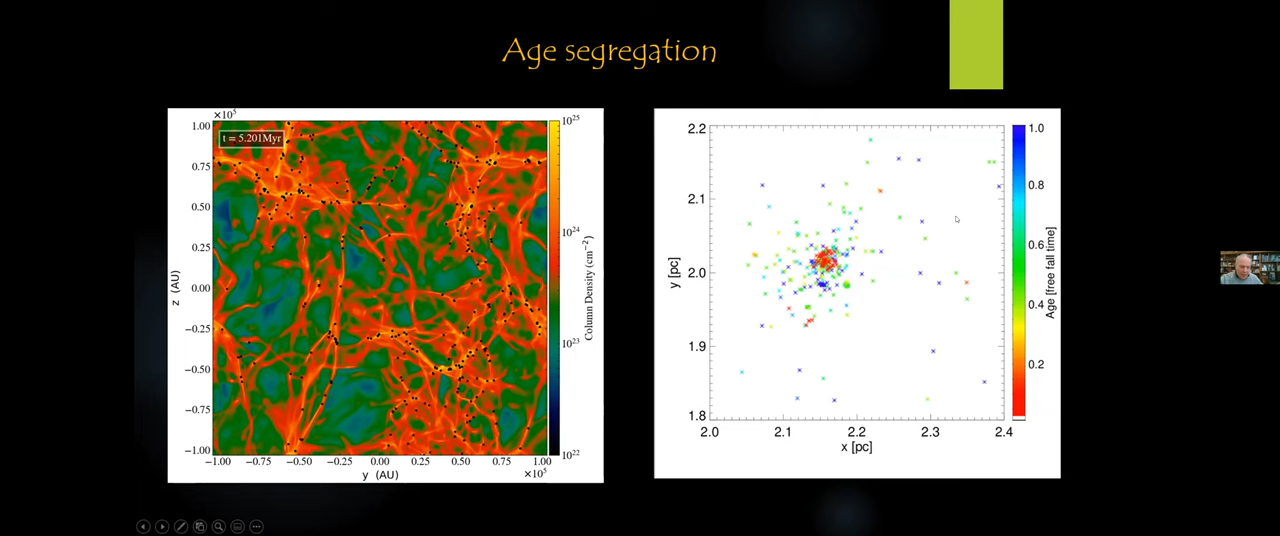 Age segregation
×10⁵
t = 5.201Myr
1.00
0.75
0.50
0.25
0.00
−0.25
−0.50
−0.75
−1.00
z (AU)
−1.00 −0.75 −0.50 −0.25 0.00 0.25 0.50 0.75 1.00
×10⁵
y (AU)
10²⁵
10²⁴
10²³
10²²
Column Density (cm⁻²)
2.2
2.1
2.0
1.9
1.8
y [pc]
2.0 2.1 2.2 2.3 2.4
x [pc]
1.0
0.8
0.6
0.4
0.2
Age [free fall time]